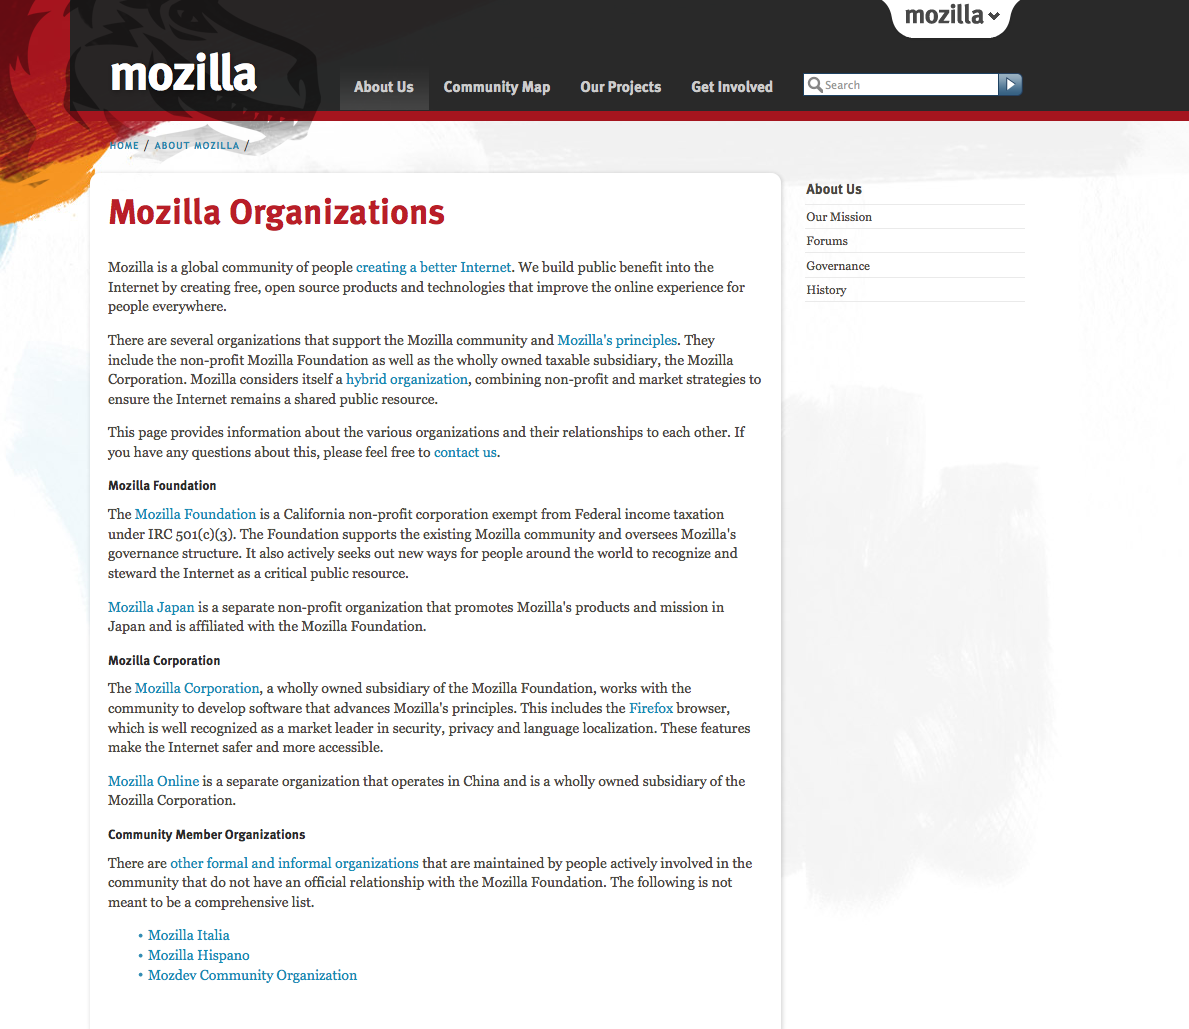 mozilla
mozilla
About Us
Community Map
Our Projects
Get Involved
Search
HOME / ABOUT MOZILLA /
Mozilla Organizations
Mozilla is a global community of people creating a better Internet. We build public benefit into the
Internet by creating free, open source products and technologies that improve the online experience for
people everywhere.
There are several organizations that support the Mozilla community and Mozilla's principles. They
include the non-profit Mozilla Foundation as well as the wholly owned taxable subsidiary, the Mozilla
Corporation. Mozilla considers itself a hybrid organization, combining non-profit and market strategies to
ensure the Internet remains a shared public resource.
This page provides information about the various organizations and their relationships to each other. If
you have any questions about this, please feel free to contact us.
Mozilla Foundation
The Mozilla Foundation is a California non-profit corporation exempt from Federal income taxation
under IRC 501(c)(3). The Foundation supports the existing Mozilla community and oversees Mozilla's
governance structure. It also actively seeks out new ways for people around the world to recognize and
steward the Internet as a critical public resource.
Mozilla Japan is a separate non-profit organization that promotes Mozilla's products and mission in
Japan and is affiliated with the Mozilla Foundation.
Mozilla Corporation
The Mozilla Corporation, a wholly owned subsidiary of the Mozilla Foundation, works with the
community to develop software that advances Mozilla's principles. This includes the Firefox browser,
which is well recognized as a market leader in security, privacy and language localization. These features
make the Internet safer and more accessible.
Mozilla Online is a separate organization that operates in China and is a wholly owned subsidiary of the
Mozilla Corporation.
Community Member Organizations
There are other formal and informal organizations that are maintained by people actively involved in the
community that do not have an official relationship with the Mozilla Foundation. The following is not
meant to be a comprehensive list.
• Mozilla Italia
• Mozilla Hispano
• Mozdev Community Organization
About Us
Our Mission
Forums
Governance
History